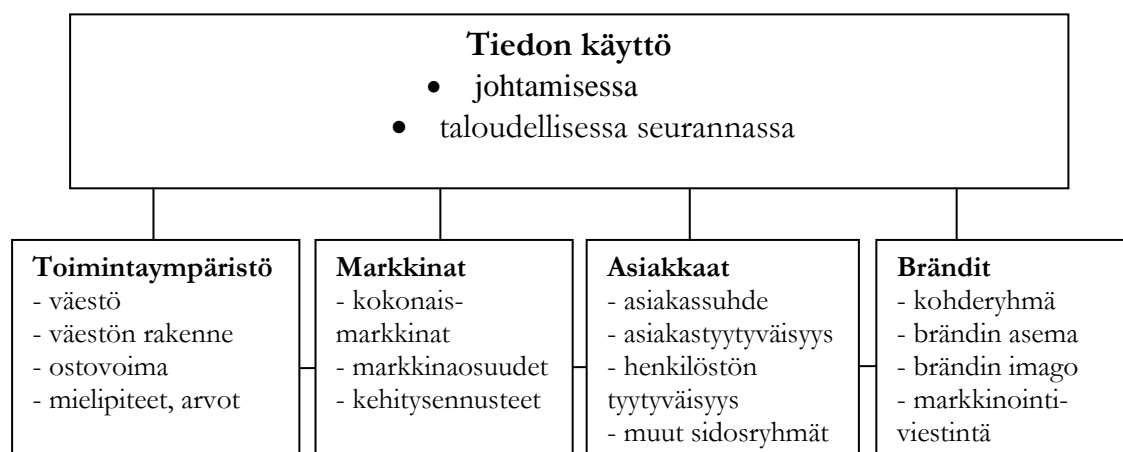 Tiedon käyttö
• johtamisessa
• taloudellisessa seurannassa
Toimintaympäristö
- väestö
- väestön rakenne
- ostovoima
- mielipiteet, arvot
Markkinat
- kokonais-
markkinat
- markkinaosuudet
- kehitysennusteet
Asiakkaat
- asiakassuhde
- asiakastyytyväisyys
- henkilöstön
tyytyväisyys
- muut sidosryhmät
Brändit
- kohderyhmä
- brändin asema
- brändin imago
- markkinointi-
viestintä